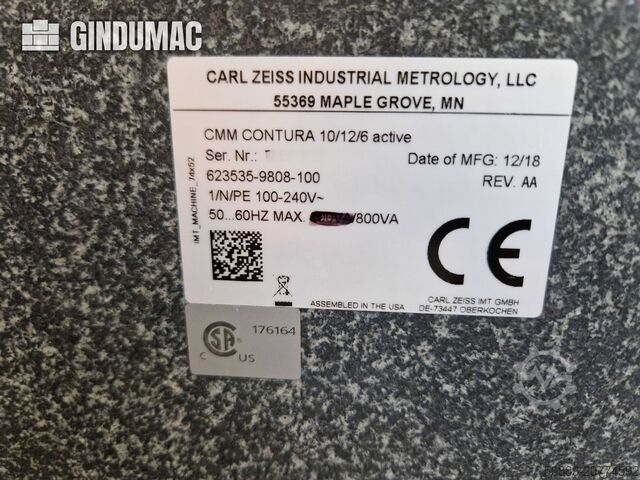 GINDUMAC
CARL ZEISS INDUSTRIAL METROLOGY, LLC
55369 MAPLE GROVE, MN
CMM CONTURA 10/12/6 active
Ser. Nr.:
Date of MFG: 12/18
623535-9808-100
REV. AA
1/N/PE 100-240V~
50...60HZ MAX. /800VA
CE
ASSEMBLED IN THE USA
CARL ZEISS IMT GMBH
DE-73447 OBERKOCHEN
IMT_MACHINE_74x52
CSA
C US
176164